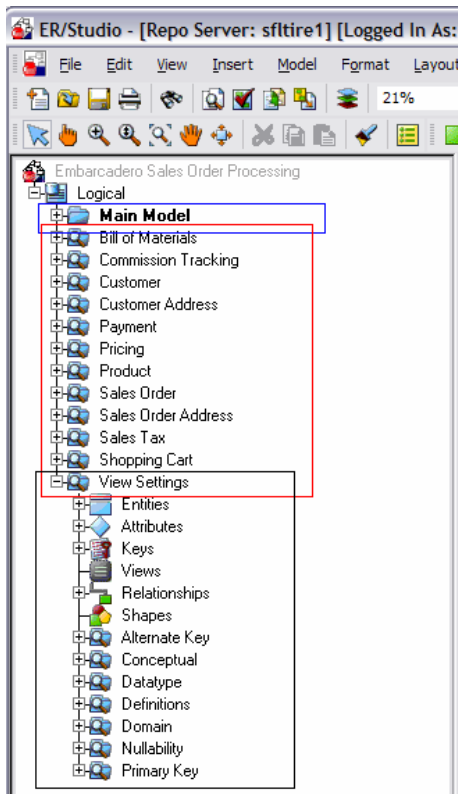 ER/Studio - [Repo Server: sfltire1] [Logged In As:
File Edit View Insert Model Format Layout
21%
Embarcadero Sales Order Processing
Logical
Main Model
Bill of Materials
Commission Tracking
Customer
Customer Address
Payment
Pricing
Product
Sales Order
Sales Order Address
Sales Tax
Shopping Cart
View Settings
Entities
Attributes
Keys
Views
Relationships
Shapes
Alternate Key
Conceptual
Datatype
Definitions
Domain
Nullability
Primary Key